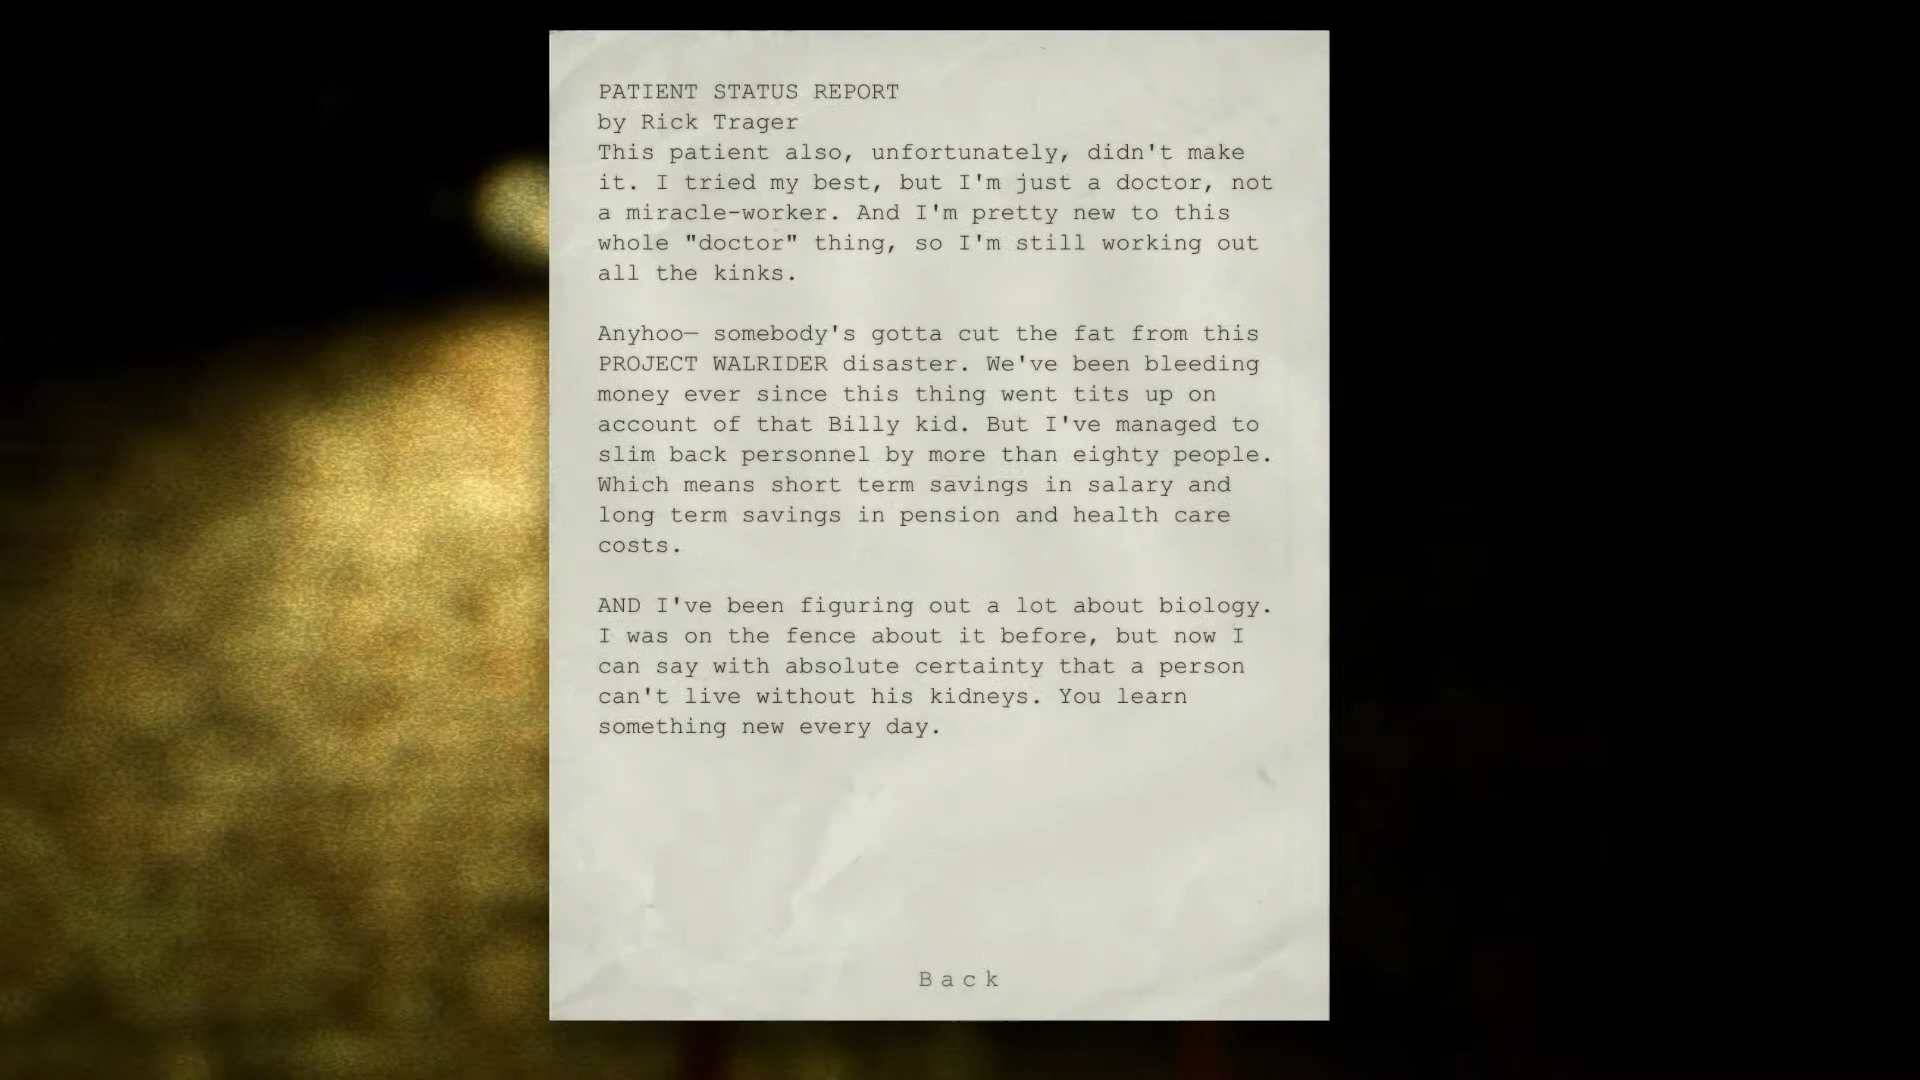 PATIENT STATUS REPORT
by Rick Trager
This patient also, unfortunately, didn't make
it. I tried my best, but I'm just a doctor, not
a miracle-worker. And I'm pretty new to this
whole "doctor" thing, so I'm still working out
all the kinks.
Anyhoo— somebody's gotta cut the fat from this
PROJECT WALRIDER disaster. We've been bleeding
money ever since this thing went tits up on
account of that Billy kid. But I've managed to
slim back personnel by more than eighty people.
Which means short term savings in salary and
long term savings in pension and health care
costs.
AND I've been figuring out a lot about biology.
I was on the fence about it before, but now I
can say with absolute certainty that a person
can't live without his kidneys. You learn
something new every day.
Back